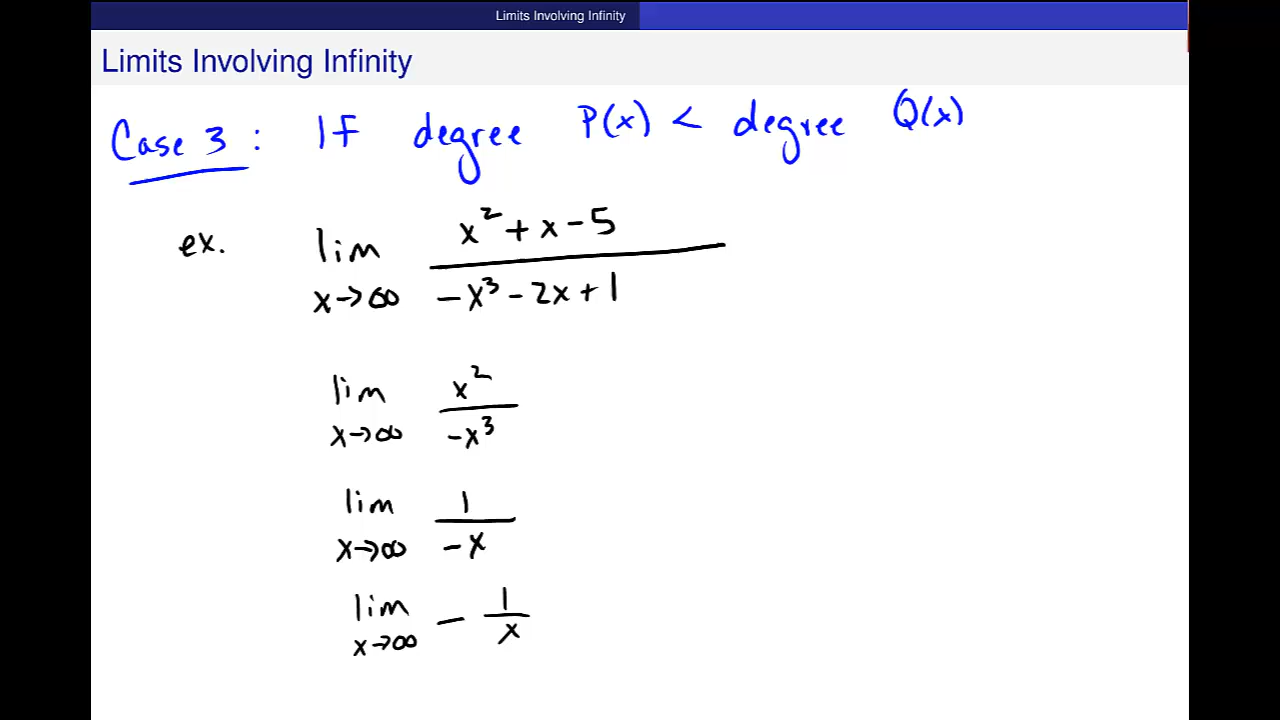 Limits Involving Infinity
Limits Involving Infinity
Case 3: If degree P(x) < degree Q(x)
ex. lim x→∞ (x² + x - 5)/(-x³ - 2x + 1)
lim x→∞ x²/(-x³)
lim x→∞ 1/(-x)
lim x→∞ - 1/x